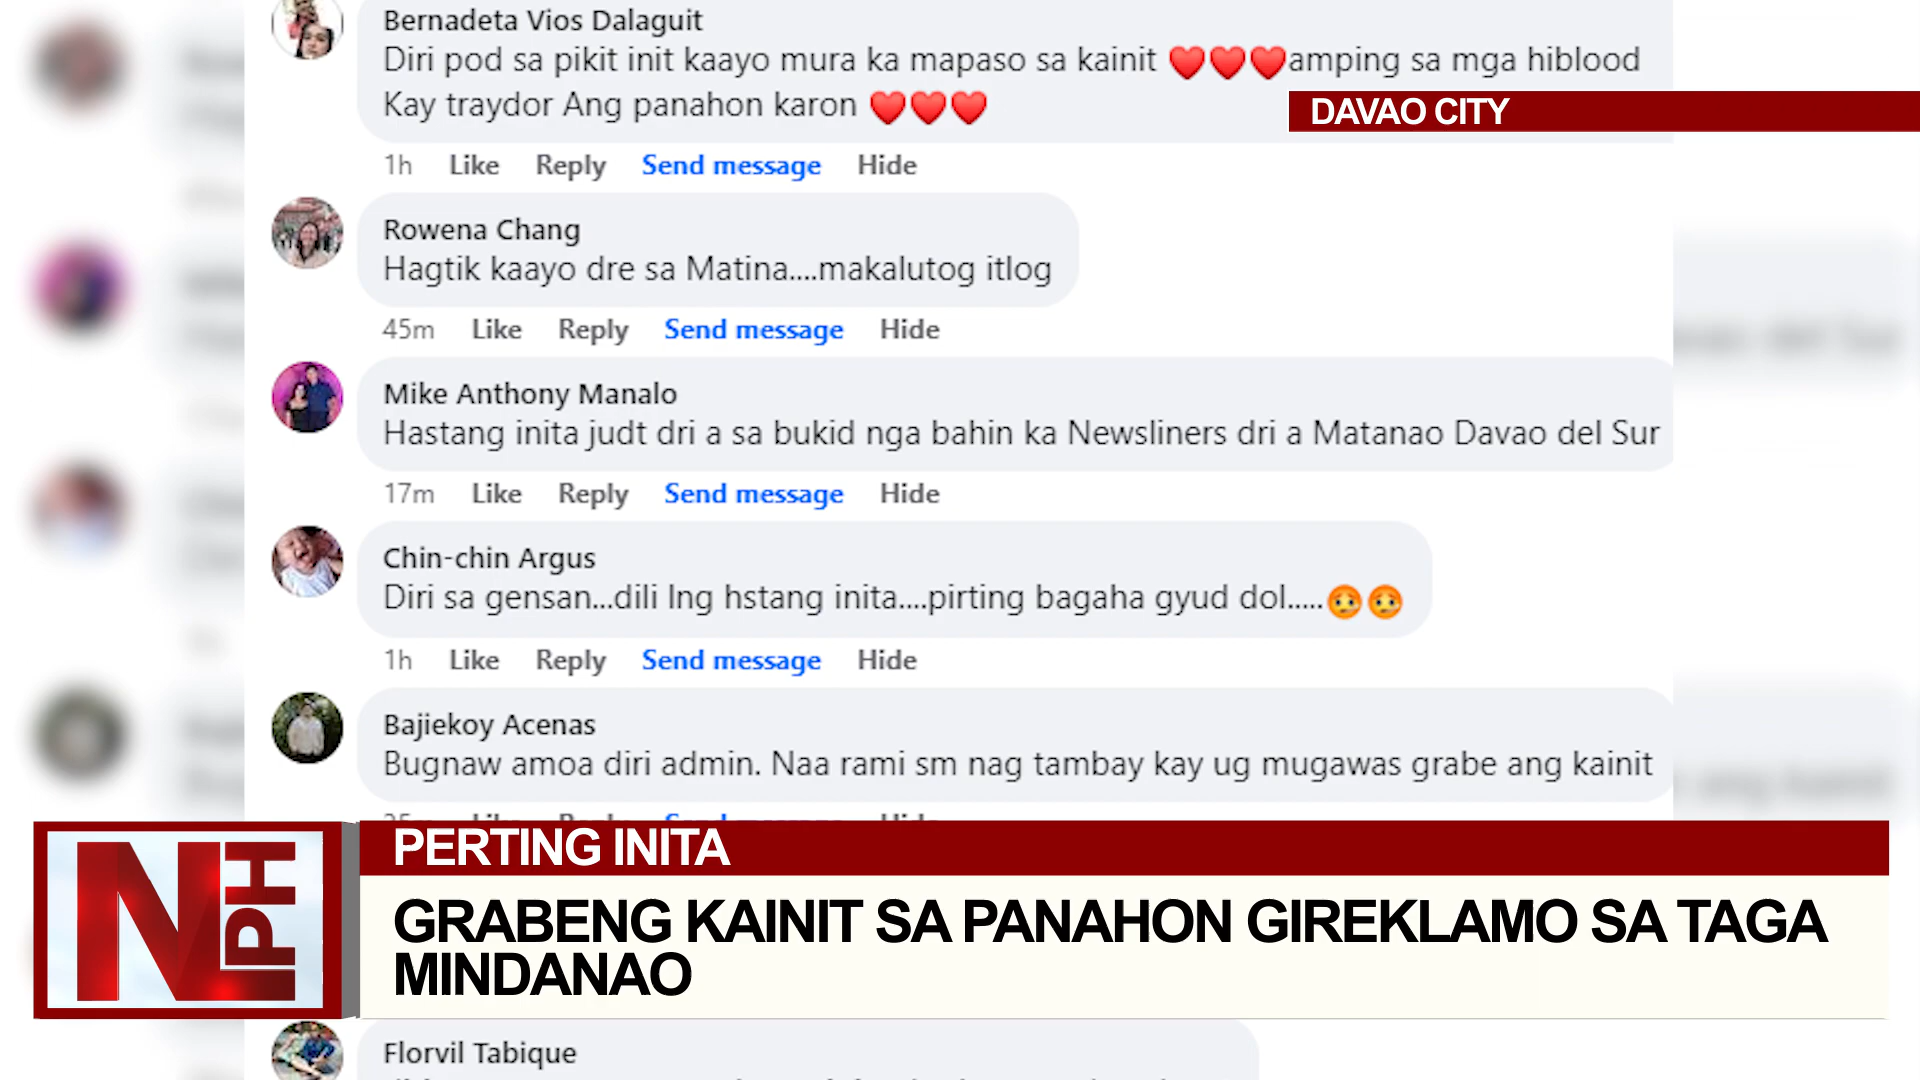 Bernadeta Vios Dalaguit
Diri pod sa pikit init kaayo mura ka mapaso sa kainit ❤️❤️❤️amping sa mga hiblood
Kay traydor Ang panahon karon ❤️❤️❤️
DAVAO CITY
1h Like Reply Send message Hide
Rowena Chang
Hagtik kaayo dre sa Matina....makalutog itlog
45m Like Reply Send message Hide
Mike Anthony Manalo
Hastang inita judt dri a sa bukid nga bahin ka Newsliners dri a Matanao Davao del Sur
17m Like Reply Send message Hide
Chin-chin Argus
Diri sa gensan...dili lng hstang inita....pirting bagaha gyud dol.....🥵🥵
1h Like Reply Send message Hide
Bajiekoy Acenas
Bugnaw amoa diri admin. Naa rami sm nag tambay kay ug mugawas grabe ang kainit
NPH
PERTING INITA
GRABENG KAINIT SA PANAHON GIREKLAMO SA TAGA
MINDANAO
Florvil Tabique